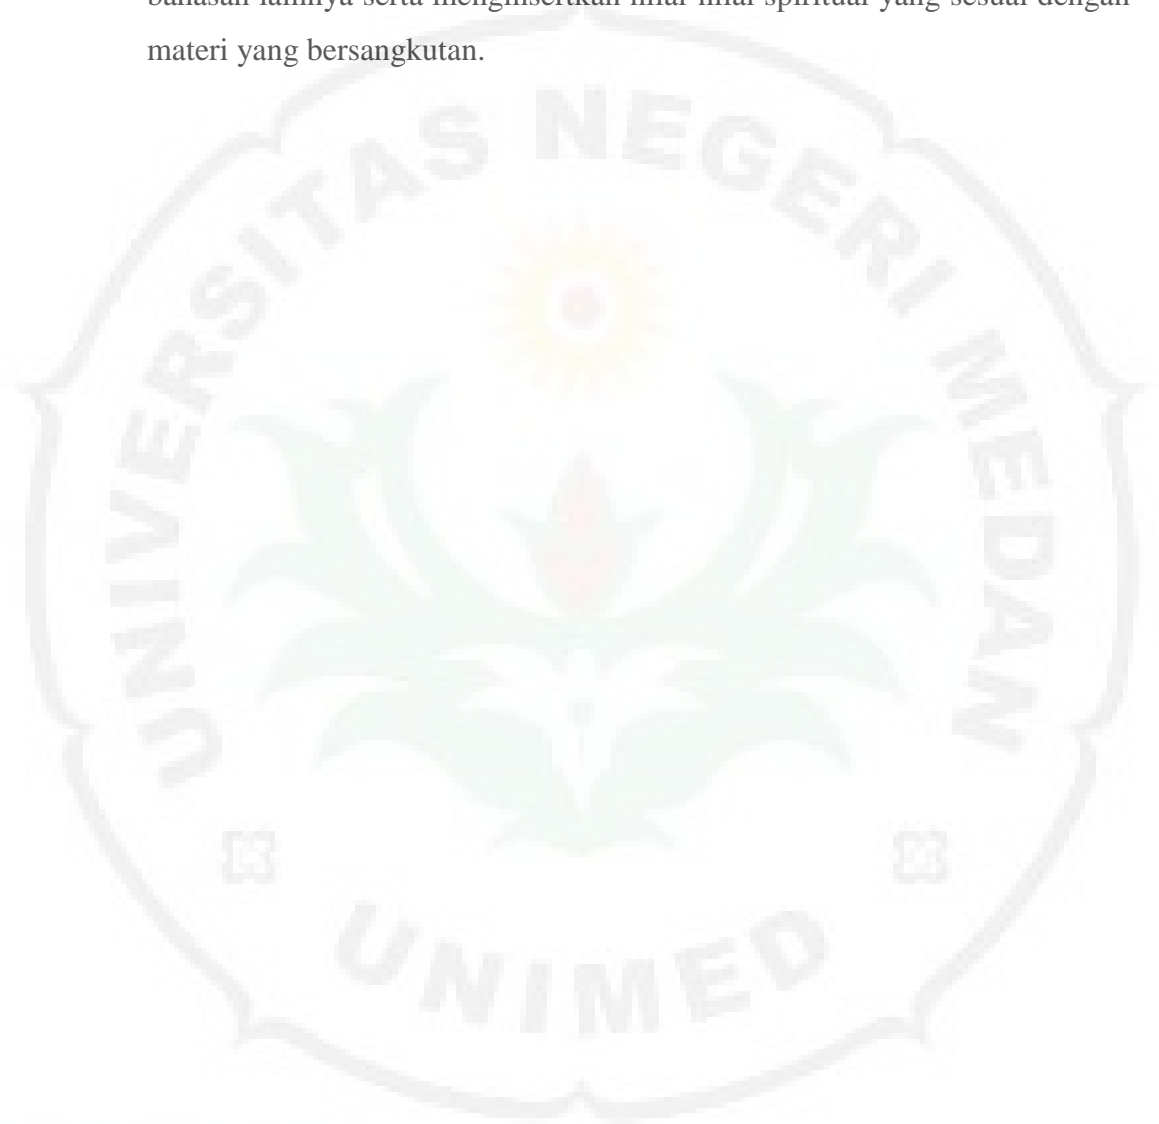 bahasan lainnya serta menginsertkan nilai-nilai spiritual yang sesuai dengan
materi yang bersangkutan.
UNIVERSITAS NEGERI MEDAN
UNIMED